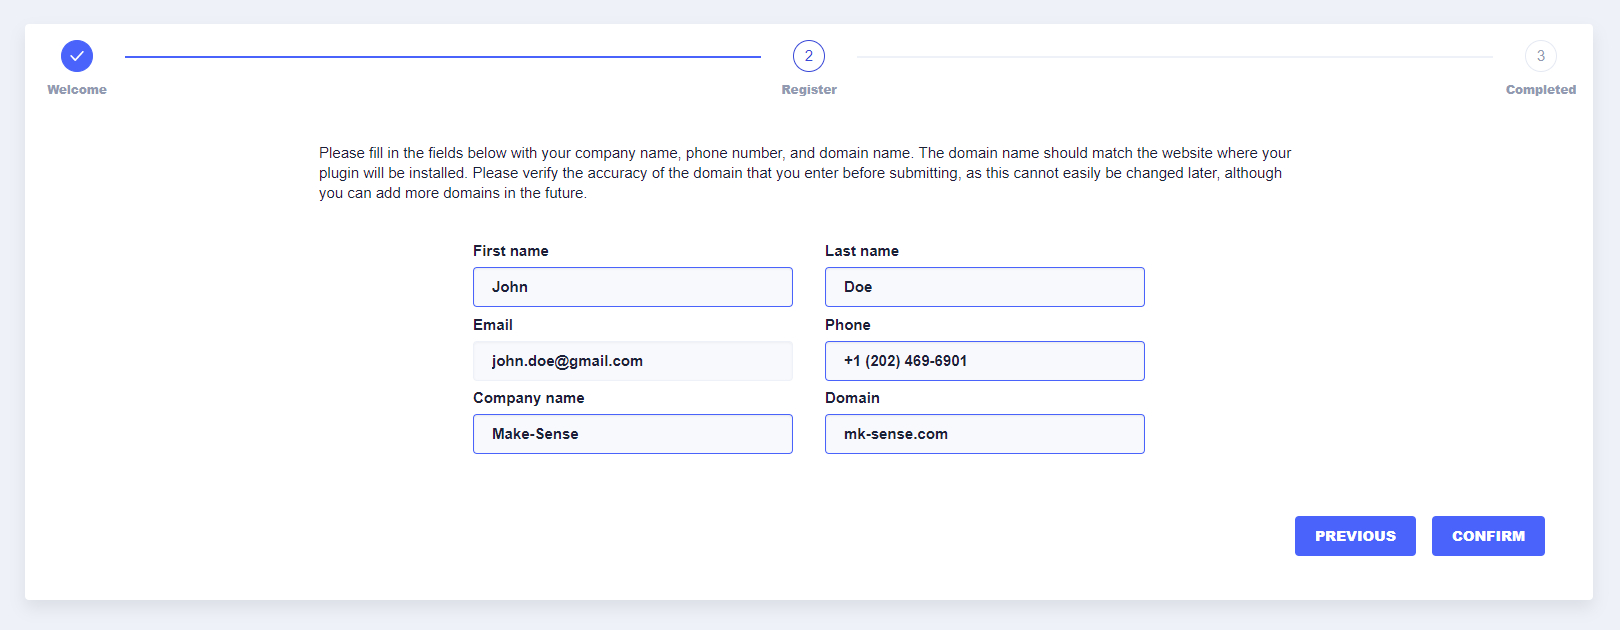 2
3
Welcome
Register
Completed
Please fill in the fields below with your company name, phone number, and domain name. The domain name should match the website where your
plugin will be installed. Please verify the accuracy of the domain that you enter before submitting, as this cannot easily be changed later, although
you can add more domains in the future.
First name
Last name
John
Doe
Email
Phone
john.doe@gmail.com
+1 (202) 469-6901
Company name
Domain
Make-Sense
mk-sense.com
PREVIOUS
CONFIRM